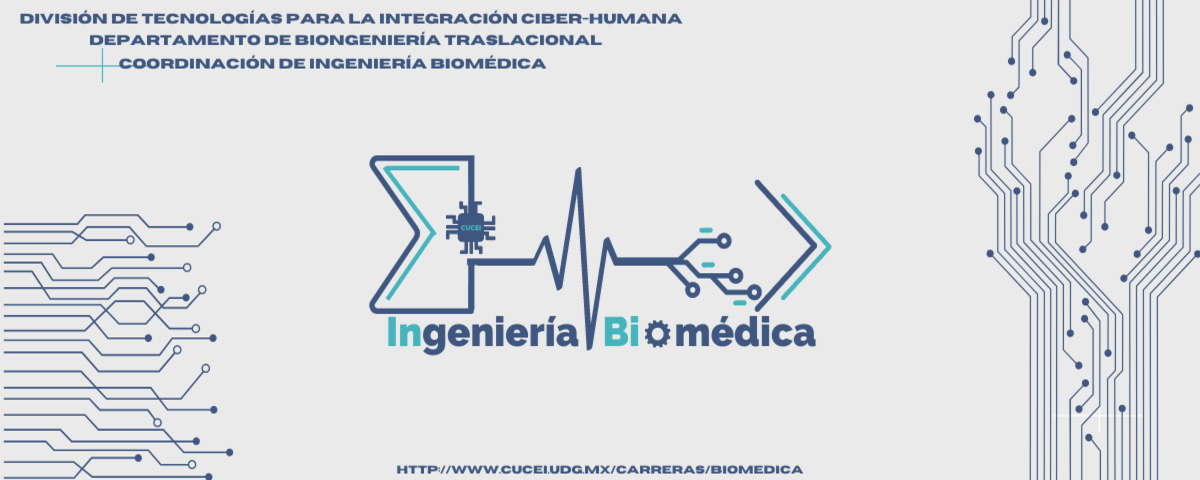 DIVISIÓN DE TECNOLOGÍAS PARA LA INTEGRACIÓN CIBER-HUMANA
DEPARTAMENTO DE BIONGENIERÍA TRASLACIONAL
COORDINACIÓN DE INGENIERÍA BIOMÉDICA
CUCEI
Ingeniería Biomédica
HTTP://WWW.CUCEI.UDG.MX/CARRERAS/BIOMEDICA